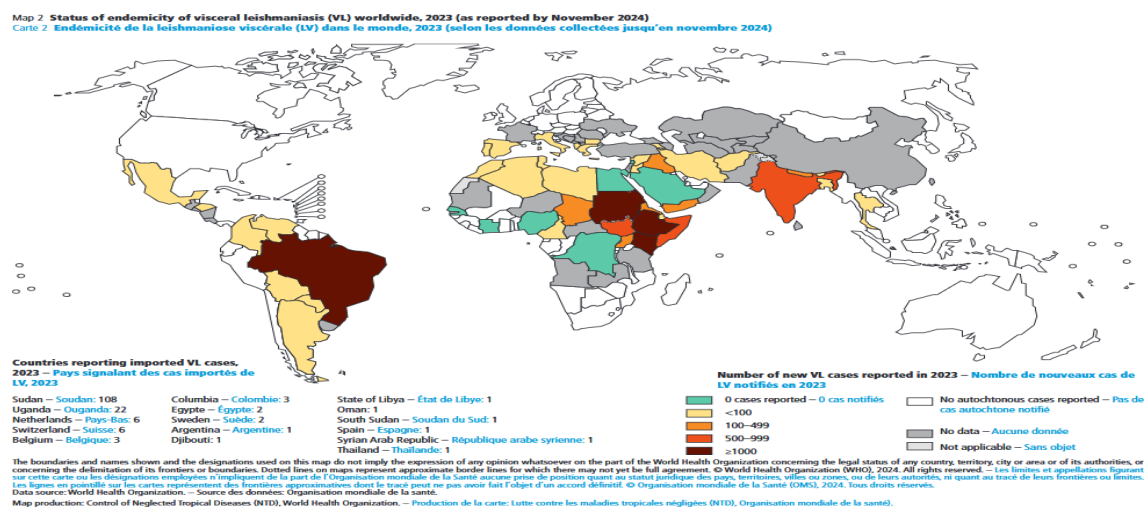 Map 2 Status of endemicity of visceral leishmaniasis (VL) worldwide, 2023 (as reported by November 2024)
Carte 2 Endémicité de la leishmaniose viscérale (LV) dans le monde, 2023 (selon les données collectées jusqu'en novembre 2024)
Countries reporting imported VL cases,
2023 – Pays signalant des cas importés de
LV, 2023
Sudan – Soudan: 108
Uganda – Ouganda: 22
Netherlands – Pays-Bas: 6
Switzerland – Suisse: 6
Belgium – Belgique: 3
Columbia – Colombie: 3
Egypte – Égypte: 2
Sweden – Suède: 2
Argentina – Argentine: 1
Djibouti: 1
State of Libya – État de Libye: 1
Oman: 1
South Sudan – Soudan du Sud: 1
Spain – Espagne: 1
Syrian Arab Republic – République arabe syrienne: 1
Thailand – Thaïlande: 1
Number of new VL cases reported in 2023 – Nombre de nouveaux cas de
LV notifiés en 2023
0 cases reported – 0 cas notifiés
<100
100–499
500–999
≥1000
No autochtonous cases reported – Pas de
cas autochtone notifié
No data – Aucune donnée
Not applicable – Sans objet
The boundaries and names shown and the designations used on this map do not imply the expression of any opinion whatsoever on the part of the World Health Organization concerning the legal status of any country, territory, city or area or of its authorities, or
concerning the delimitation of its frontiers or boundaries. Dotted lines on maps represent approximate border lines for which there may not yet be full agreement. © World Health Organization (WHO), 2024. All rights reserved. – Les limites et appellations figurant
sur cette carte ou les désignations employées n'impliquent de la part de l'Organisation mondiale de la Santé aucune prise de position quant au statut juridique des pays, territoires, villes ou zones, ou de leurs autorités, ni quant au tracé de leurs frontières ou limites.
Les lignes en pointillé sur les cartes représentent des frontières approximatives dont le tracé peut ne pas avoir fait l'objet d'un accord définitif. © Organisation mondiale de la Santé (OMS), 2024. Tous droits réservés.
Data source: World Health Organization. – Source des données: Organisation mondiale de la santé.
Map production: Control of Neglected Tropical Diseases (NTD), World Health Organization. – Production de la carte: Lutte contre les maladies tropicales négligées (NTD), Organisation mondiale de la santé).